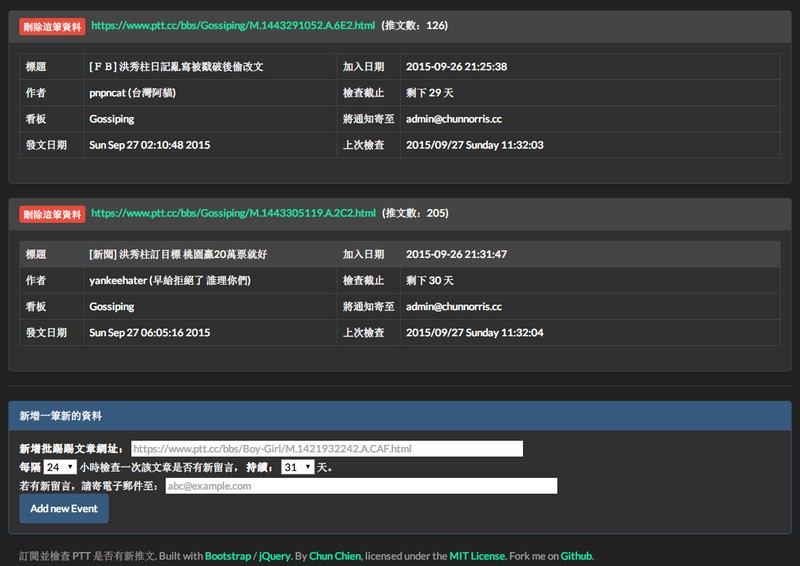 刪除這筆資料 https://www.ptt.cc/bbs/Gossiping/M.1443291052.A.6E2.html (推文數：126)
標題 [ＦＢ] 洪秀柱日記亂寫被戳破後偷改文 加入日期 2015-09-26 21:25:38
作者 pnpncat (台灣阿貓) 檢查截止 剩下 29 天
看板 Gossiping 將通知寄至 admin@chunnorris.cc
發文日期 Sun Sep 27 02:10:48 2015 上次檢查 2015/09/27 Sunday 11:32:03
刪除這筆資料 https://www.ptt.cc/bbs/Gossiping/M.1443305119.A.2C2.html (推文數：205)
標題 [新聞] 洪秀柱訂目標 桃園贏20萬票就好 加入日期 2015-09-26 21:31:47
作者 yankeehater (早給拒絕了 誰理你們) 檢查截止 剩下 30 天
看板 Gossiping 將通知寄至 admin@chunnorris.cc
發文日期 Sun Sep 27 06:05:16 2015 上次檢查 2015/09/27 Sunday 11:32:04
新增一筆新的資料
新增批踢踢文章網址： https://www.ptt.cc/bbs/Boy-Girl/M.1421932242.A.CAF.html
每隔 24 小時檢查一次該文章是否有新留言， 持續： 31 天。
若有新留言，請寄電子郵件至： abc@example.com
Add new Event
訂閱並檢查 PTT 是否有新推文. Built with Bootstrap / jQuery. By Chun Chien, licensed under the MIT License. Fork me on Github.